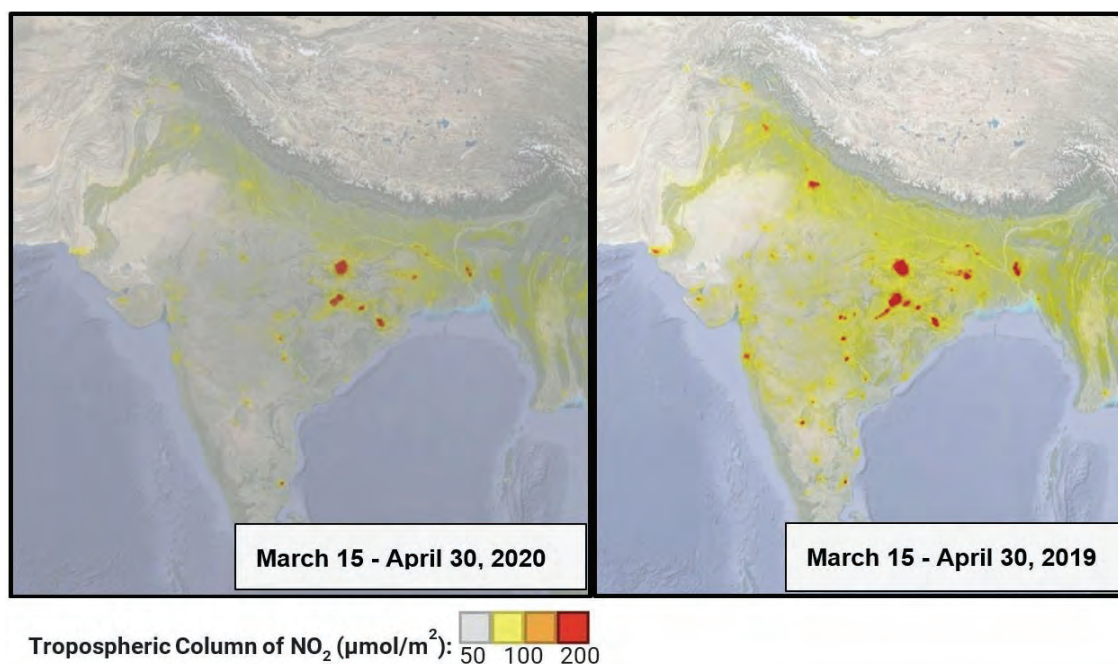 March 15 - April 30, 2020
March 15 - April 30, 2019
Tropospheric Column of NO₂ (μmol/m²):
50 100 200